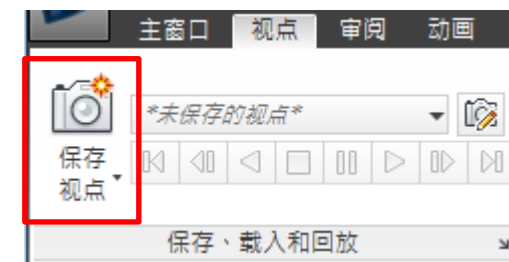 主窗口 视点 审阅 动画
*未保存的视点*
保存
视点
保存、载入和回放